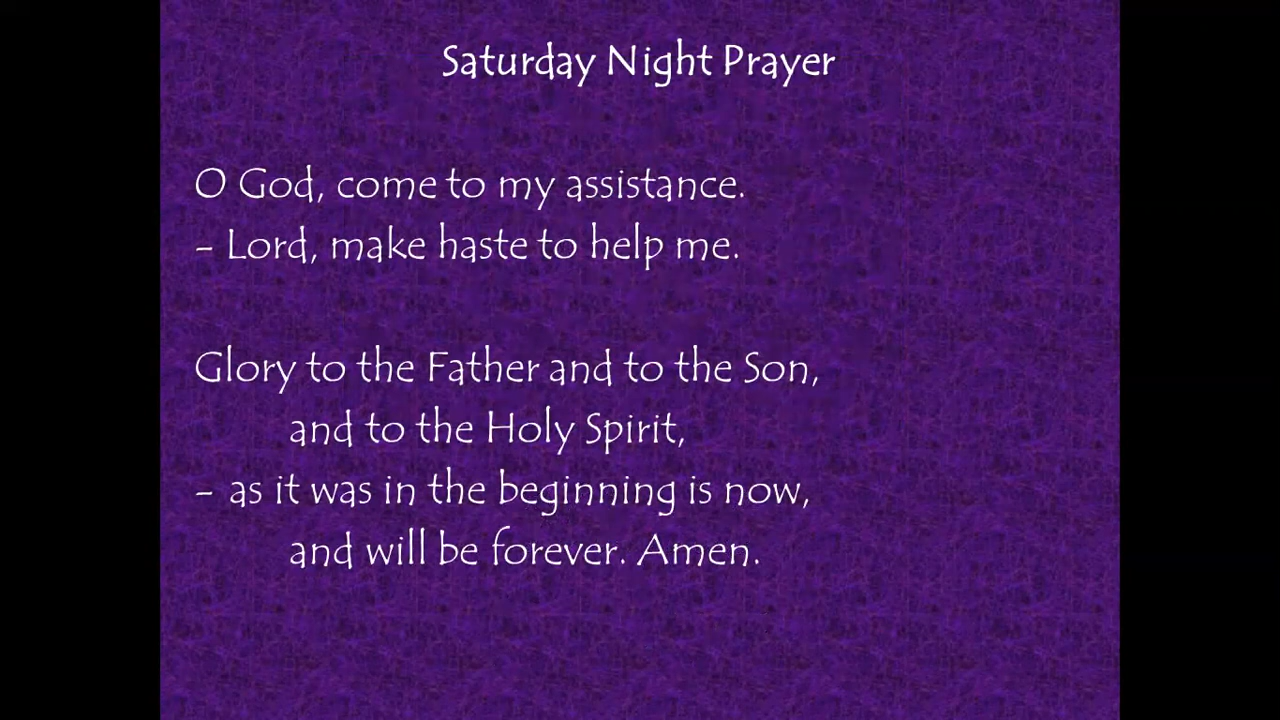 Saturday Night Prayer
O God, come to my assistance.
- Lord, make haste to help me.
Glory to the Father and to the Son,
and to the Holy Spirit,
- as it was in the beginning is now,
and will be forever. Amen.